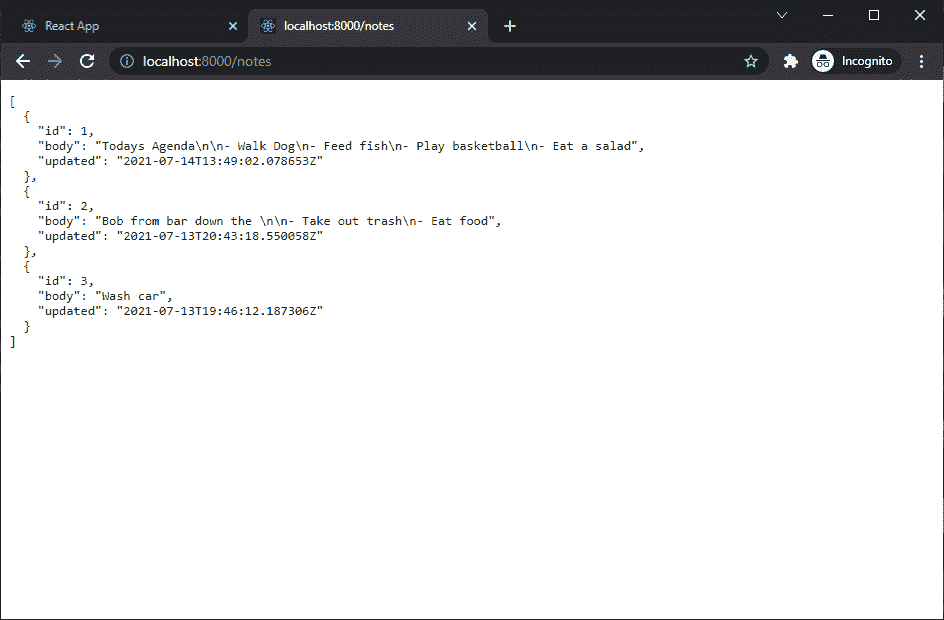 React App
localhost:8000/notes
localhost:8000/notes
Incognito
[
  {
    "id": 1,
    "body": "Todays Agenda\n\n- Walk Dog\n- Feed fish\n- Play basketball\n- Eat a salad",
    "updated": "2021-07-14T13:49:02.078653Z"
  },
  {
    "id": 2,
    "body": "Bob from bar down the \n\n- Take out trash\n- Eat food",
    "updated": "2021-07-13T20:43:18.550058Z"
  },
  {
    "id": 3,
    "body": "Wash car",
    "updated": "2021-07-13T19:46:12.187306Z"
  }
]